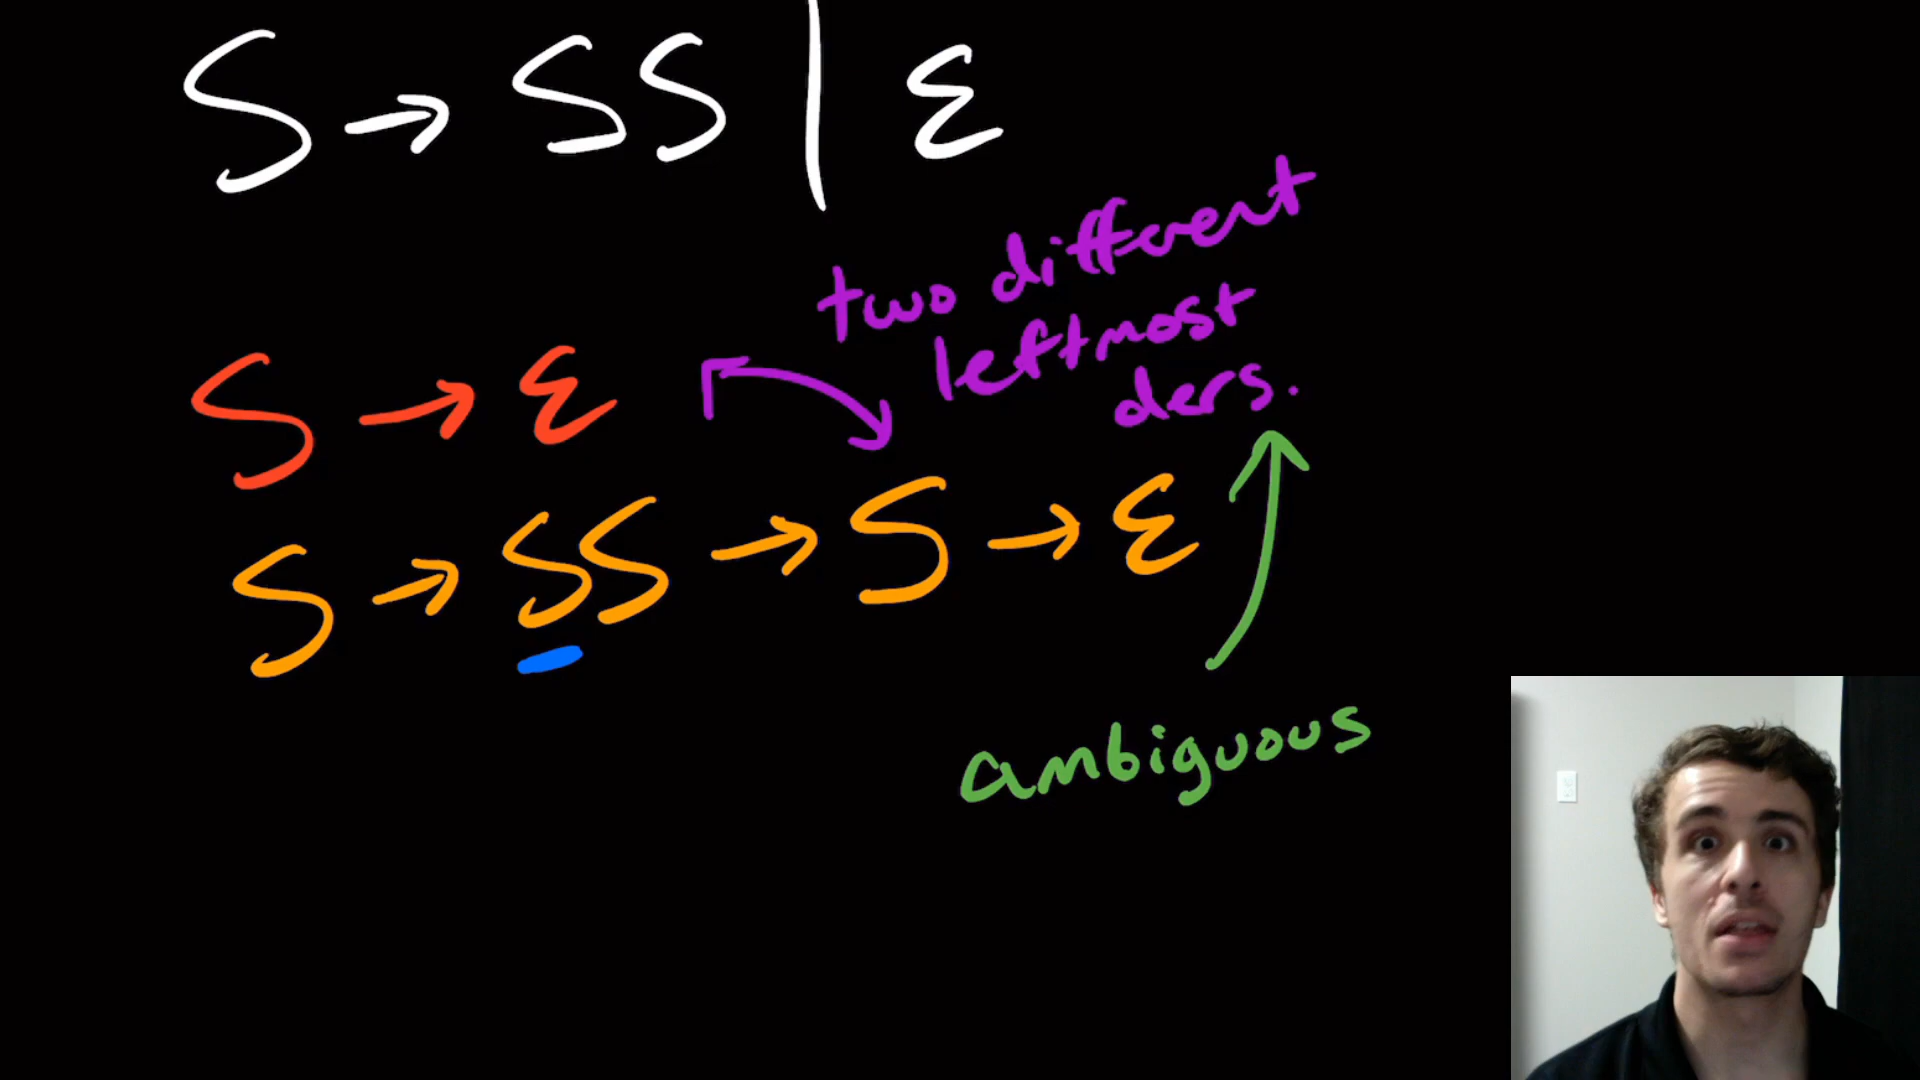 S → SS | ε
two different
leftmost
ders.
S → ε
S → SS → S → ε
ambiguous